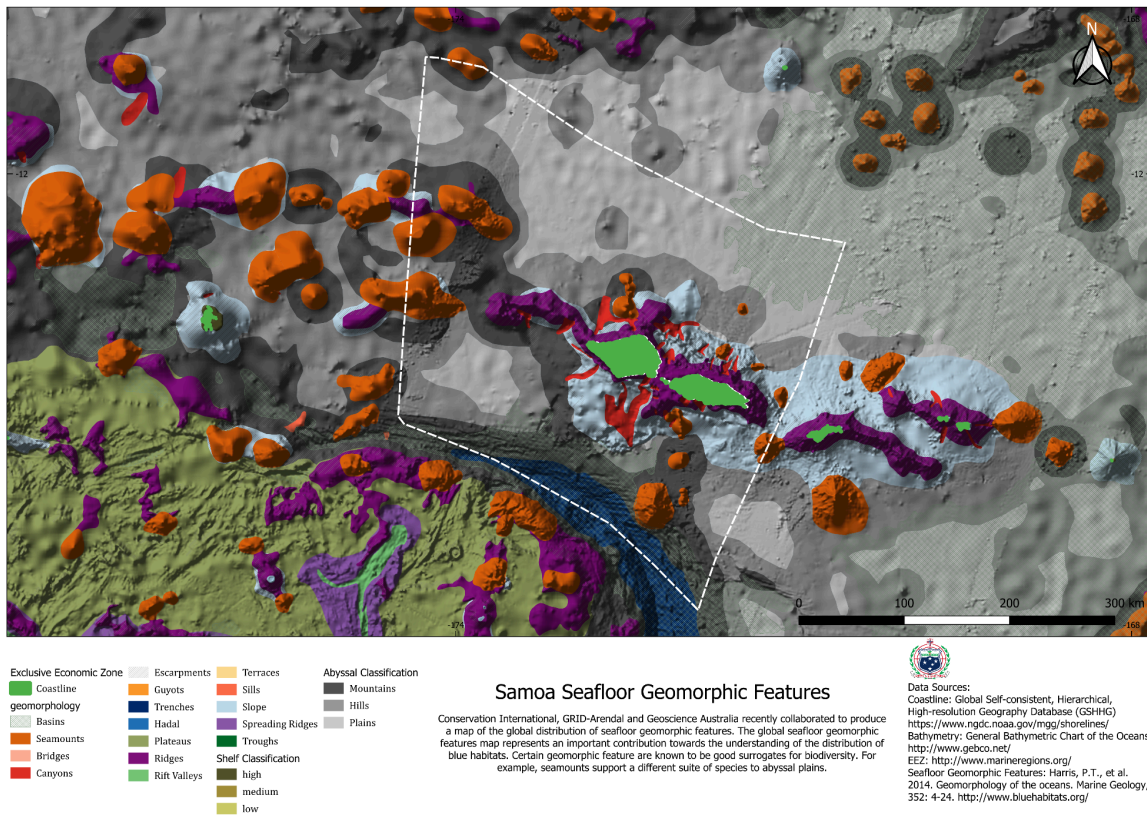 -174
-168
N
-12
-12
0
100
200
300 km
-174
-168
Exclusive Economic Zone
Coastline
geomorphology
Basins
Seamounts
Bridges
Canyons
Escarpments
Guyots
Trenches
Hadal
Plateaus
Ridges
Rift Valleys
Terraces
Sills
Slope
Spreading Ridges
Troughs
Shelf Classification
high
medium
low
Abyssal Classification
Mountains
Hills
Plains
Samoa Seafloor Geomorphic Features
Conservation International, GRID-Arendal and Geoscience Australia recently collaborated to produce
a map of the global distribution of seafloor geomorphic features. The global seafloor geomorphic
features map represents an important contribution towards the understanding of the distribution of
blue habitats. Certain geomorphic feature are known to be good surrogates for biodiversity. For
example, seamounts support a different suite of species to abyssal plains.
Data Sources:
Coastline: Global Self-consistent, Hierarchical,
High-resolution Geography Database (GSHHG)
https://www.ngdc.noaa.gov/mgg/shorelines/
Bathymetry: General Bathymetric Chart of the Oceans
http://www.gebco.net/
EEZ: http://www.marineregions.org/
Seafloor Geomorphic Features: Harris, P.T., et al.
2014. Geomorphology of the oceans. Marine Geology,
352: 4-24. http://www.bluehabitats.org/